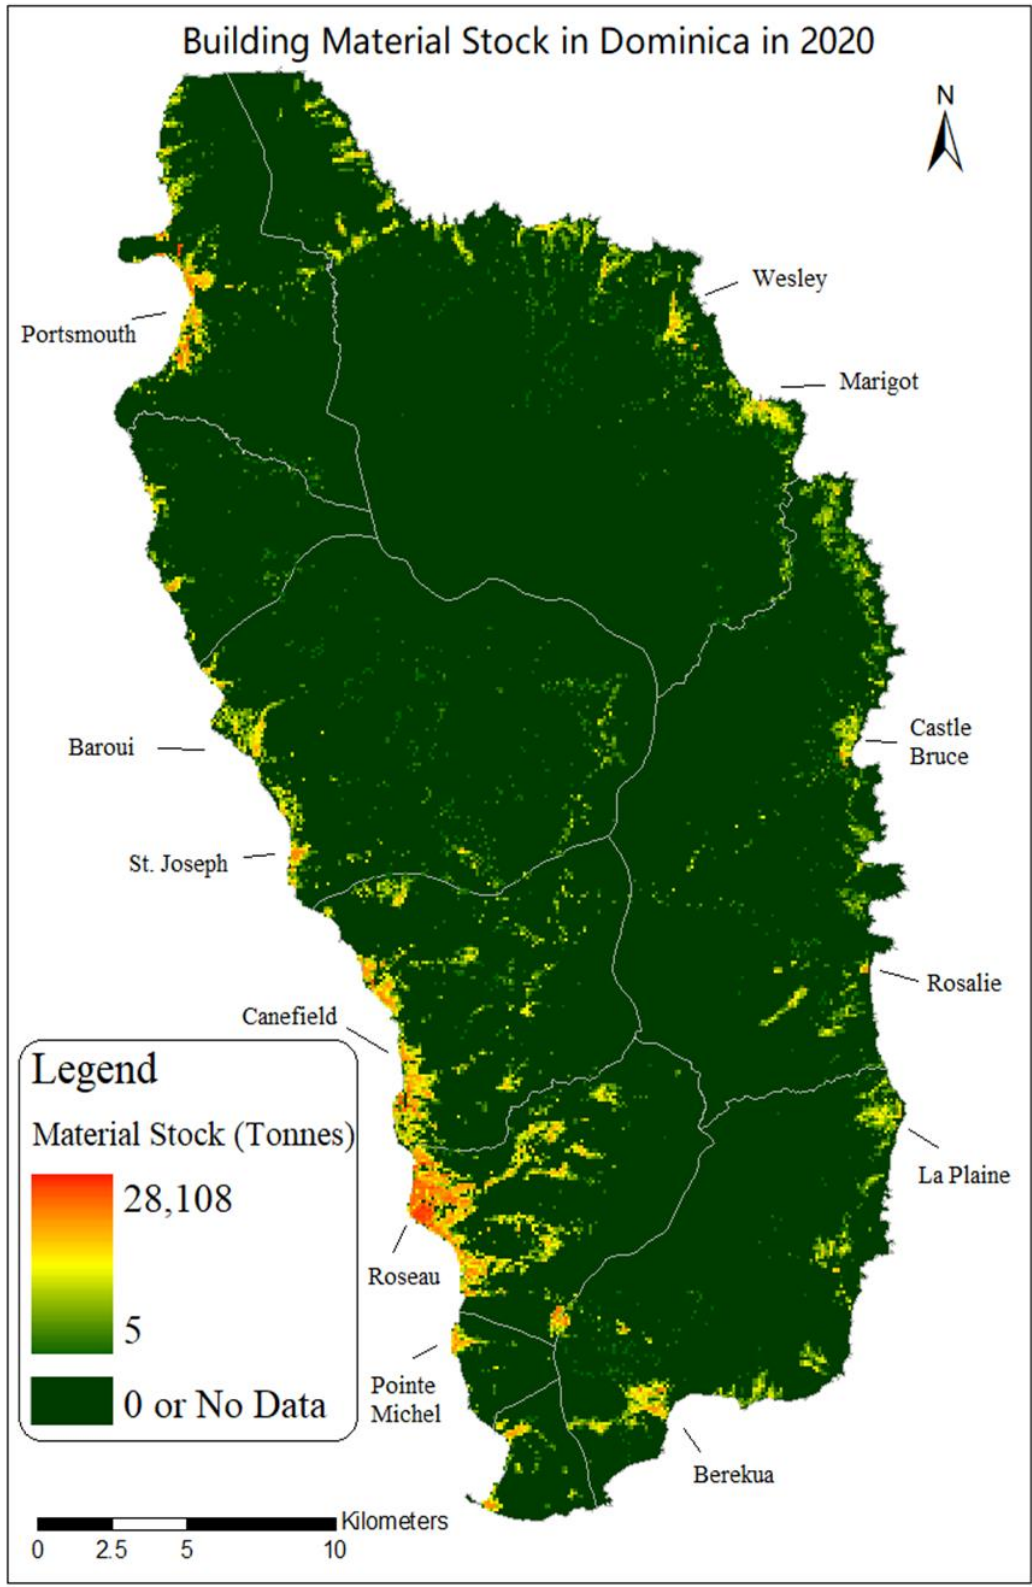 Building Material Stock in Dominica in 2020
N
Wesley
Portsmouth
Marigot
Castle
Bruce
Baroui
St. Joseph
Rosalie
Canefield
Legend
Material Stock (Tonnes)
28,108
5
0 or No Data
La Plaine
Roseau
Pointe
Michel
Berekua
Kilometers
0 2.5 5 10